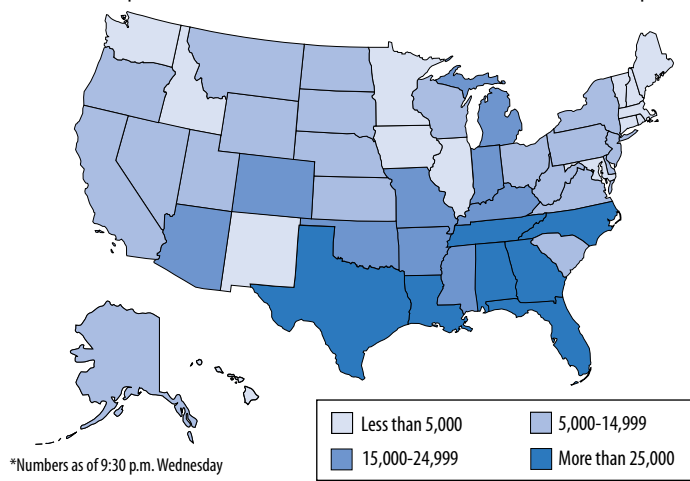 Less than 5,000
5,000-14,999
15,000-24,999
More than 25,000
*Numbers as of 9:30 p.m. Wednesday